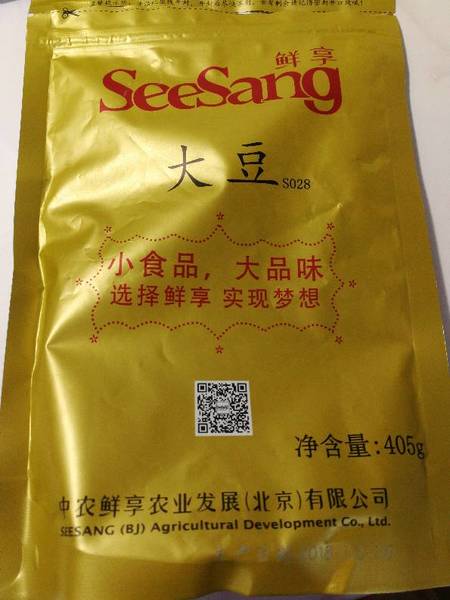 鲜享
SeeSang
大豆 S028
小食品，大品味
选择鲜享 实现梦想
净含量：405g
中农鲜享农业发展(北京)有限公司
SEESANG (BJ) Agricultural Development Co., Ltd.